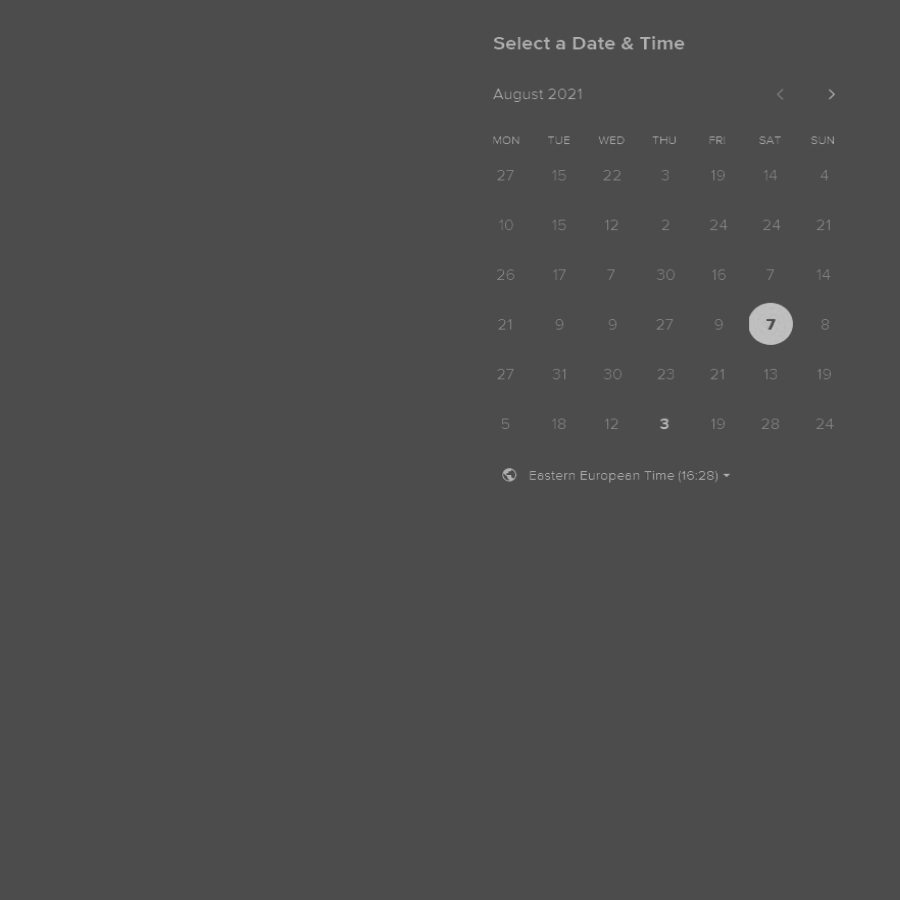 Select a Date & Time
August 2021
MON TUE WED THU FRI SAT SUN
27 15 22 3 19 14 4
10 15 12 2 24 24 21
26 17 7 30 16 7 14
21 9 9 27 9 7 8
27 31 30 23 21 13 19
5 18 12 3 19 28 24
Eastern European Time (16:28)